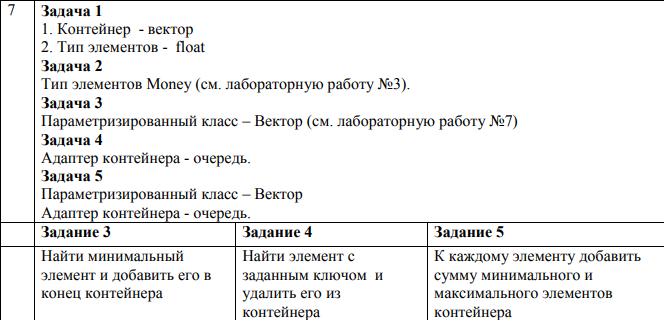 7
Задача 1
1. Контейнер - вектор
2. Тип элементов - float
Задача 2
Тип элементов Money (см. лабораторную работу №3).
Задача 3
Параметризированный класс – Вектор (см. лабораторную работу №7)
Задача 4
Адаптер контейнера - очередь.
Задача 5
Параметризированный класс – Вектор
Адаптер контейнера - очередь.
Задание 3
Найти минимальный
элемент и добавить его в
конец контейнера
Задание 4
Найти элемент с
заданным ключом и
удалить его из
контейнера
Задание 5
К каждому элементу добавить
сумму минимального и
максимального элементов
контейнера